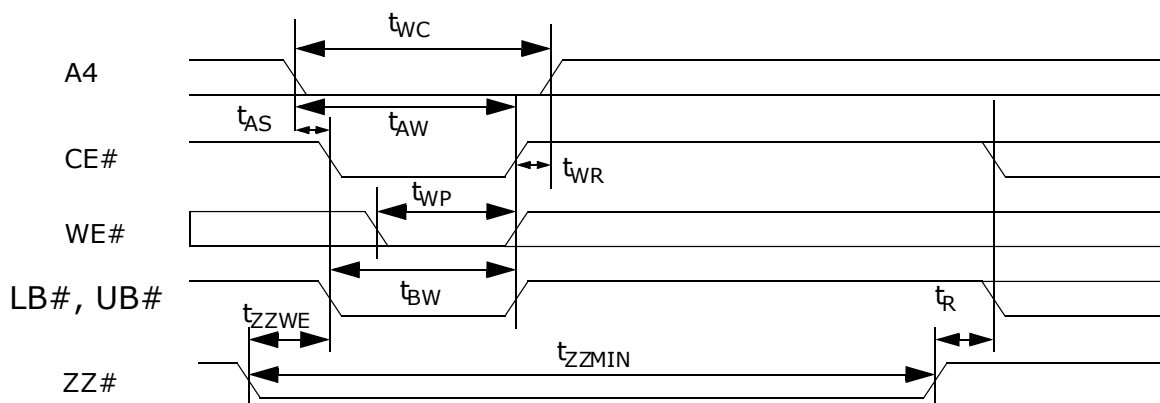 tWC
A4
tAS
tAW
CE#
tWR
tWP
WE#
LB#, UB#
tBW
tR
tZZWE
tZZMIN
ZZ#